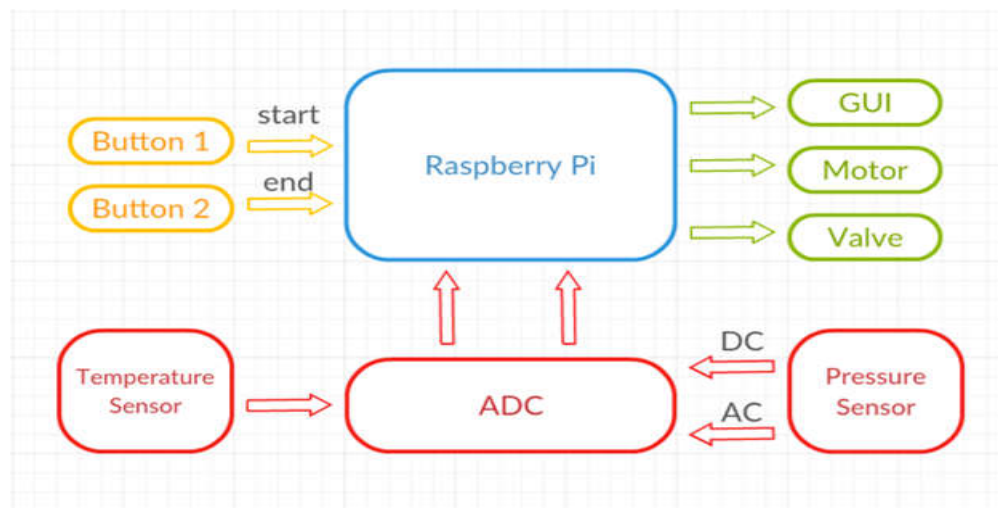 start
Button 1
end
Button 2
Raspberry Pi
GUI
Motor
Valve
Temperature
Sensor
ADC
DC
AC
Pressure
Sensor